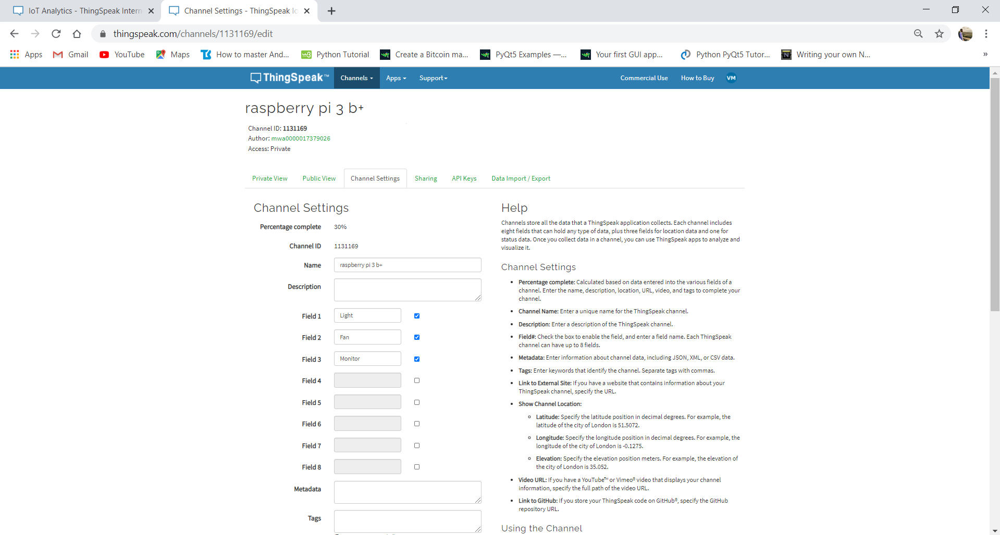 IoT Analytics - ThingSpeak Intern
Channel Settings - ThingSpeak Io
thingspeak.com/channels/1131169/edit
Apps
Gmail
YouTube
Maps
How to master And...
Python Tutorial
Create a Bitcoin ma...
PyQt5 Examples —...
Your first GUI app...
Python PyQt5 Tutor...
Writing your own N...
»
ThingSpeak™
Channels
Apps
Support
Commercial Use
How to Buy
VM
raspberry pi 3 b+
Channel ID: 1131169
Author: mwa0000017379026
Access: Private
Private View
Public View
Channel Settings
Sharing
API Keys
Data Import / Export
Channel Settings
Percentage complete 30%
Channel ID 1131169
Name raspberry pi 3 b+
Description
Field 1 Light
Field 2 Fan
Field 3 Monitor
Field 4
Field 5
Field 6
Field 7
Field 8
Metadata
Tags
Help
Channels store all the data that a ThingSpeak application collects. Each channel includes
eight fields that can hold any type of data, plus three fields for location data and one for
status data. Once you collect data in a channel, you can use ThingSpeak apps to analyze and
visualize it.
Channel Settings
• Percentage complete: Calculated based on data entered into the various fields of a
channel. Enter the name, description, location, URL, video, and tags to complete your
channel.
• Channel Name: Enter a unique name for the ThingSpeak channel.
• Description: Enter a description of the ThingSpeak channel.
• Field#: Check the box to enable the field, and enter a field name. Each ThingSpeak
channel can have up to 8 fields.
• Metadata: Enter information about channel data, including JSON, XML, or CSV data.
• Tags: Enter keywords that identify the channel. Separate tags with commas.
• Link to External Site: If you have a website that contains information about your
ThingSpeak channel, specify the URL.
• Show Channel Location:
◦ Latitude: Specify the latitude position in decimal degrees. For example, the
latitude of the city of London is 51.5072.
◦ Longitude: Specify the longitude position in decimal degrees. For example, the
longitude of the city of London is -0.1275.
◦ Elevation: Specify the elevation position meters. For example, the elevation of
the city of London is 35.052.
• Video URL: If you have a YouTube™ or Vimeo® video that displays your channel
information, specify the full path of the video URL.
• Link to GitHub: If you store your ThingSpeak code on GitHub®, specify the GitHub
repository URL.
Using the Channel